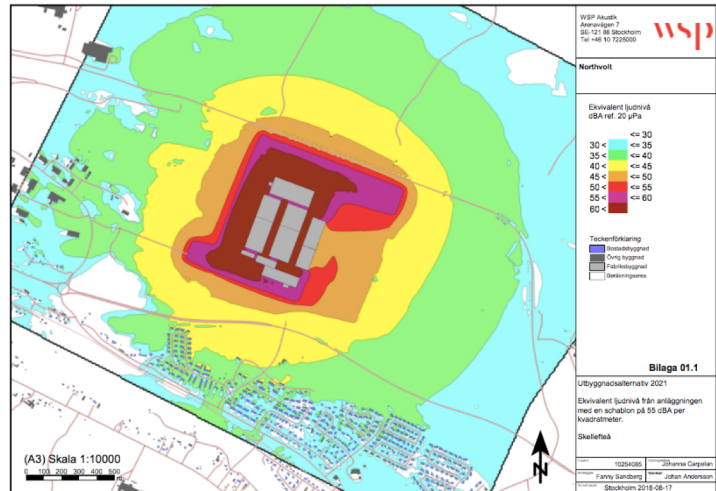 WSP Akustik
Arenavägen 7
SE-121 88 Stockholm
Tel +46 10 7225000
wsp
Northvolt
Ekvivalent ljudnivå
dBA ref. 20 µPa
<= 30
30 < <= 35
35 < <= 40
40 < <= 45
45 < <= 50
50 < <= 55
55 < <= 60
60 <
Teckenförklaring
Bostadsbyggnad
Övrig byggnad
Fabriksbyggnad
Beräkningsarea
Bilaga 01.1
Utbyggnadsalternativ 2021
Ekvivalent ljudnivå från anläggningen
med en schablon på 55 dBA per
kvadratmeter.
Skellefteå
10254085 Johanna Carpelan
Fanny Sandberg Johan Andersson
Stockholm 2018-08-17
(A3) Skala 1:10000
0 100 200 300 400 500
N